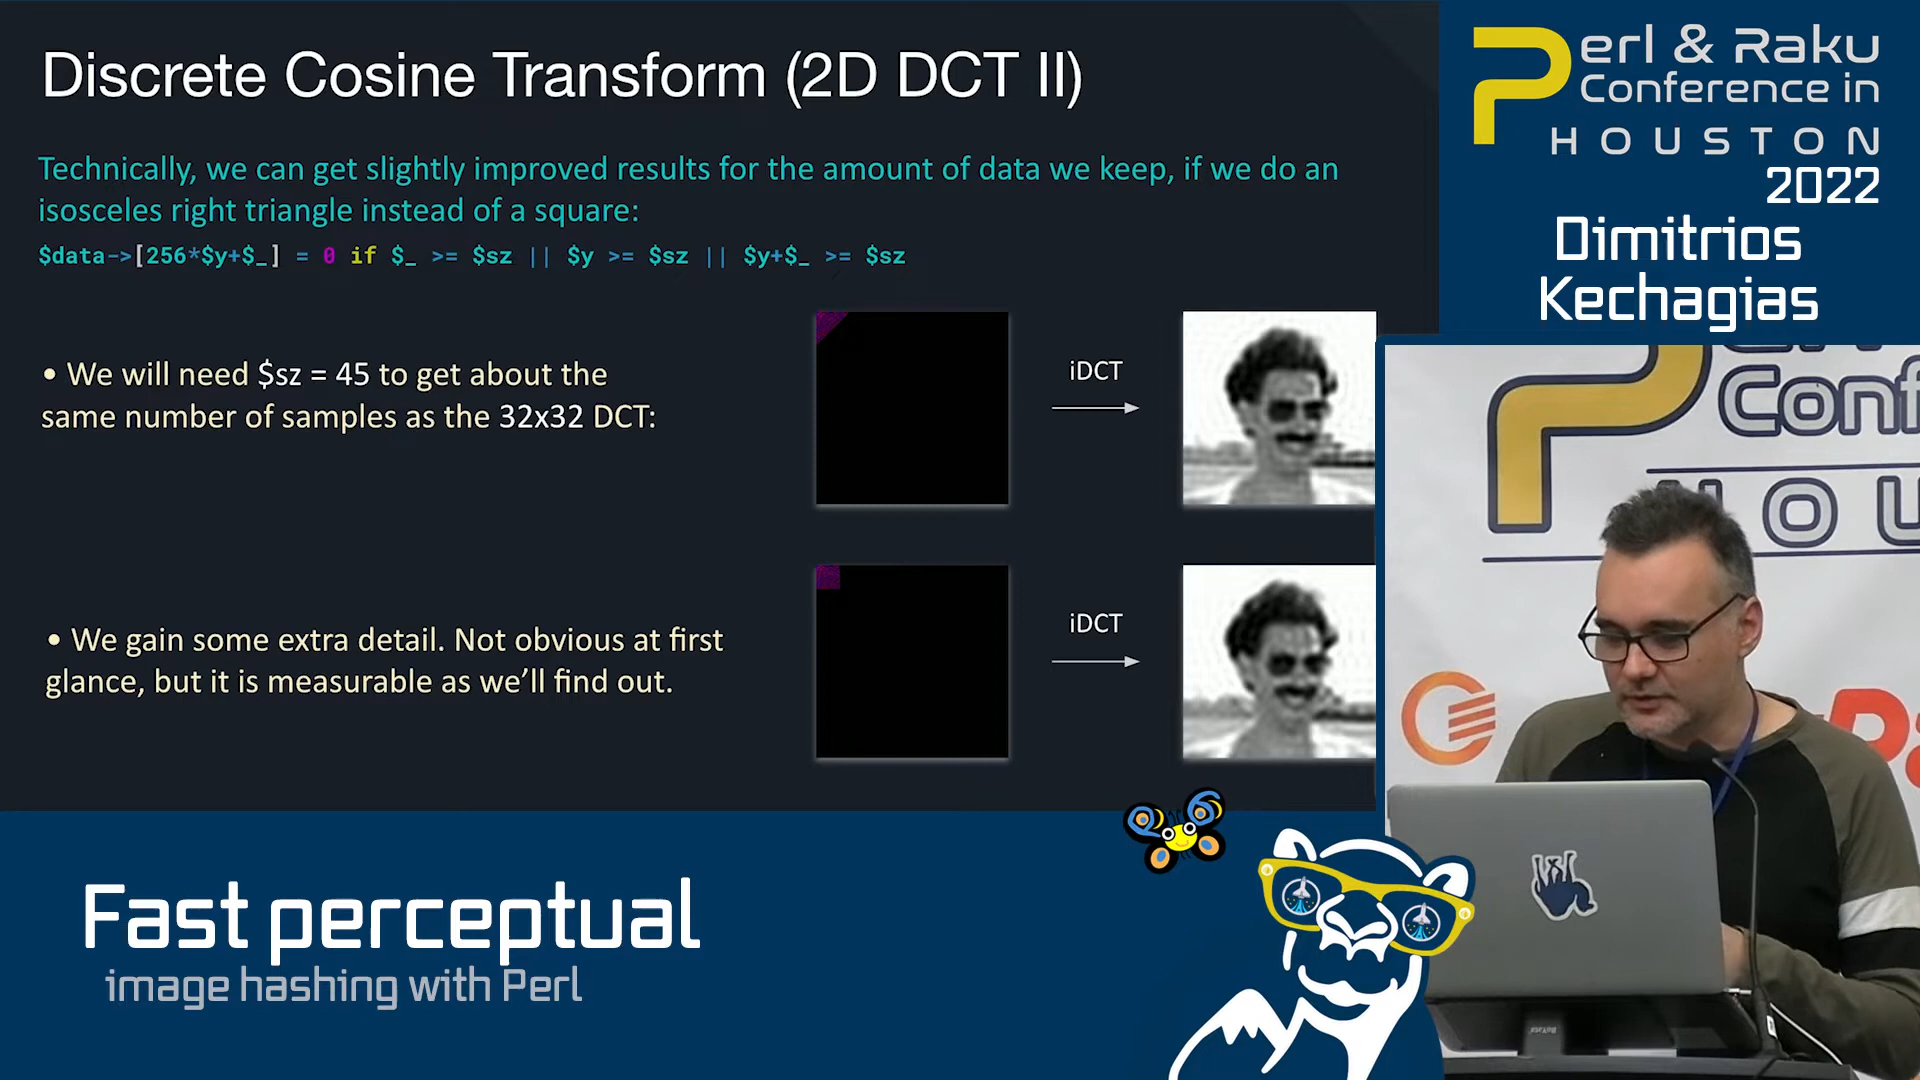 Discrete Cosine Transform (2D DCT II)
Technically, we can get slightly improved results for the amount of data we keep, if we do an
isosceles right triangle instead of a square:
$data->[256*$y+$_] = 0 if $_ >= $sz || $y >= $sz || $y+$_ >= $sz
• We will need $sz = 45 to get about the
same number of samples as the 32x32 DCT:
iDCT
• We gain some extra detail. Not obvious at first
glance, but it is measurable as we’ll find out.
iDCT
Perl & Raku
Conference in
HOUSTON
2022
Dimitrios
Kechagias
Conf
HOU
Fast perceptual
image hashing with Perl